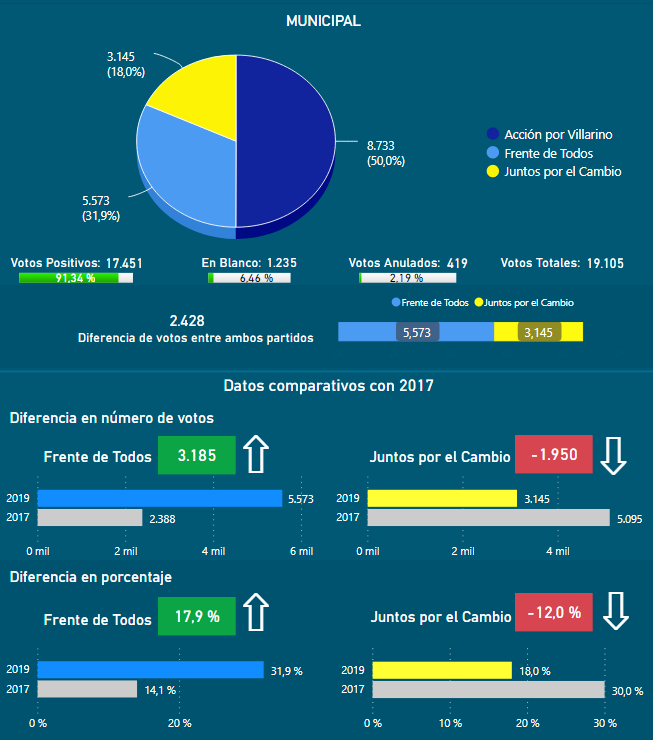 MUNICIPAL
3.145
(18,0%)
8.733
(50,0%)
5.573
(31,9%)
Acción por Villarino
Frente de Todos
Juntos por el Cambio
Votos Positivos: 17.451
91,34 %
En Blanco: 1.235
6,46 %
Votos Anulados: 419
2,19 %
Votos Totales: 19.105
2.428
Diferencia de votos entre ambos partidos
Frente de Todos Juntos por el Cambio
5,573 3,145
Datos comparativos con 2017
Diferencia en número de votos
Frente de Todos 3.185
2019 5.573
2017 2.388
0 mil 2 mil 4 mil 6 mil
Juntos por el Cambio -1.950
2019 3.145
2017 5.095
0 mil 2 mil 4 mil
Diferencia en porcentaje
Frente de Todos 17,9 %
2019 31,9 %
2017 14,1 %
0 % 20 %
Juntos por el Cambio -12,0 %
2019 18,0 %
2017 30,0 %
0 % 10 % 20 % 30 %